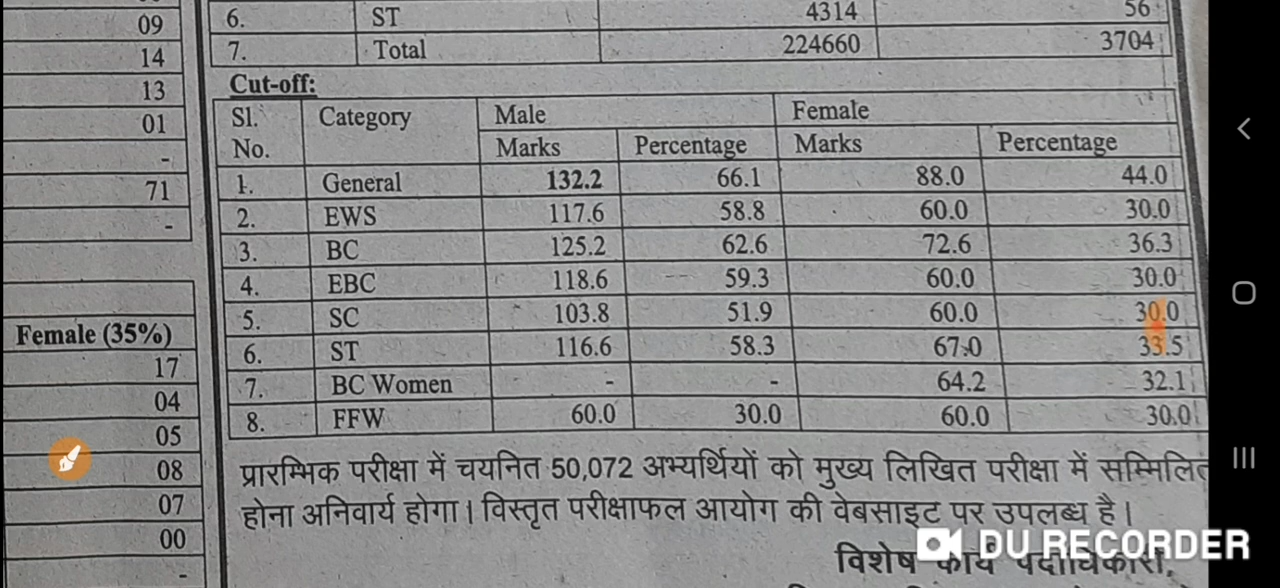 09
14
13
01
-
71
-
Female (35%)
17
04
05
08
07
00
-
6. ST 4314 56
7. Total 224660 3704
Cut-off:
Sl. No. Category Male Female
Marks Percentage Marks Percentage
1. General 132.2 66.1 88.0 44.0
2. EWS 117.6 58.8 60.0 30.0
3. BC 125.2 62.6 72.6 36.3
4. EBC 118.6 59.3 60.0 30.0
5. SC 103.8 51.9 60.0 30.0
6. ST 116.6 58.3 67.0 33.5
7. BC Women - - 64.2 32.1
8. FFW 60.0 30.0 60.0 30.0
प्रारम्भिक परीक्षा में चयनित 50,072 अभ्यर्थियों को मुख्य लिखित परीक्षा में सम्मिलित
होना अनिवार्य होगा। विस्तृत परीक्षाफल आयोग की वेबसाइट पर उपलब्ध है।
विशेष कार्य पदाधिकारी,
DU RECORDER